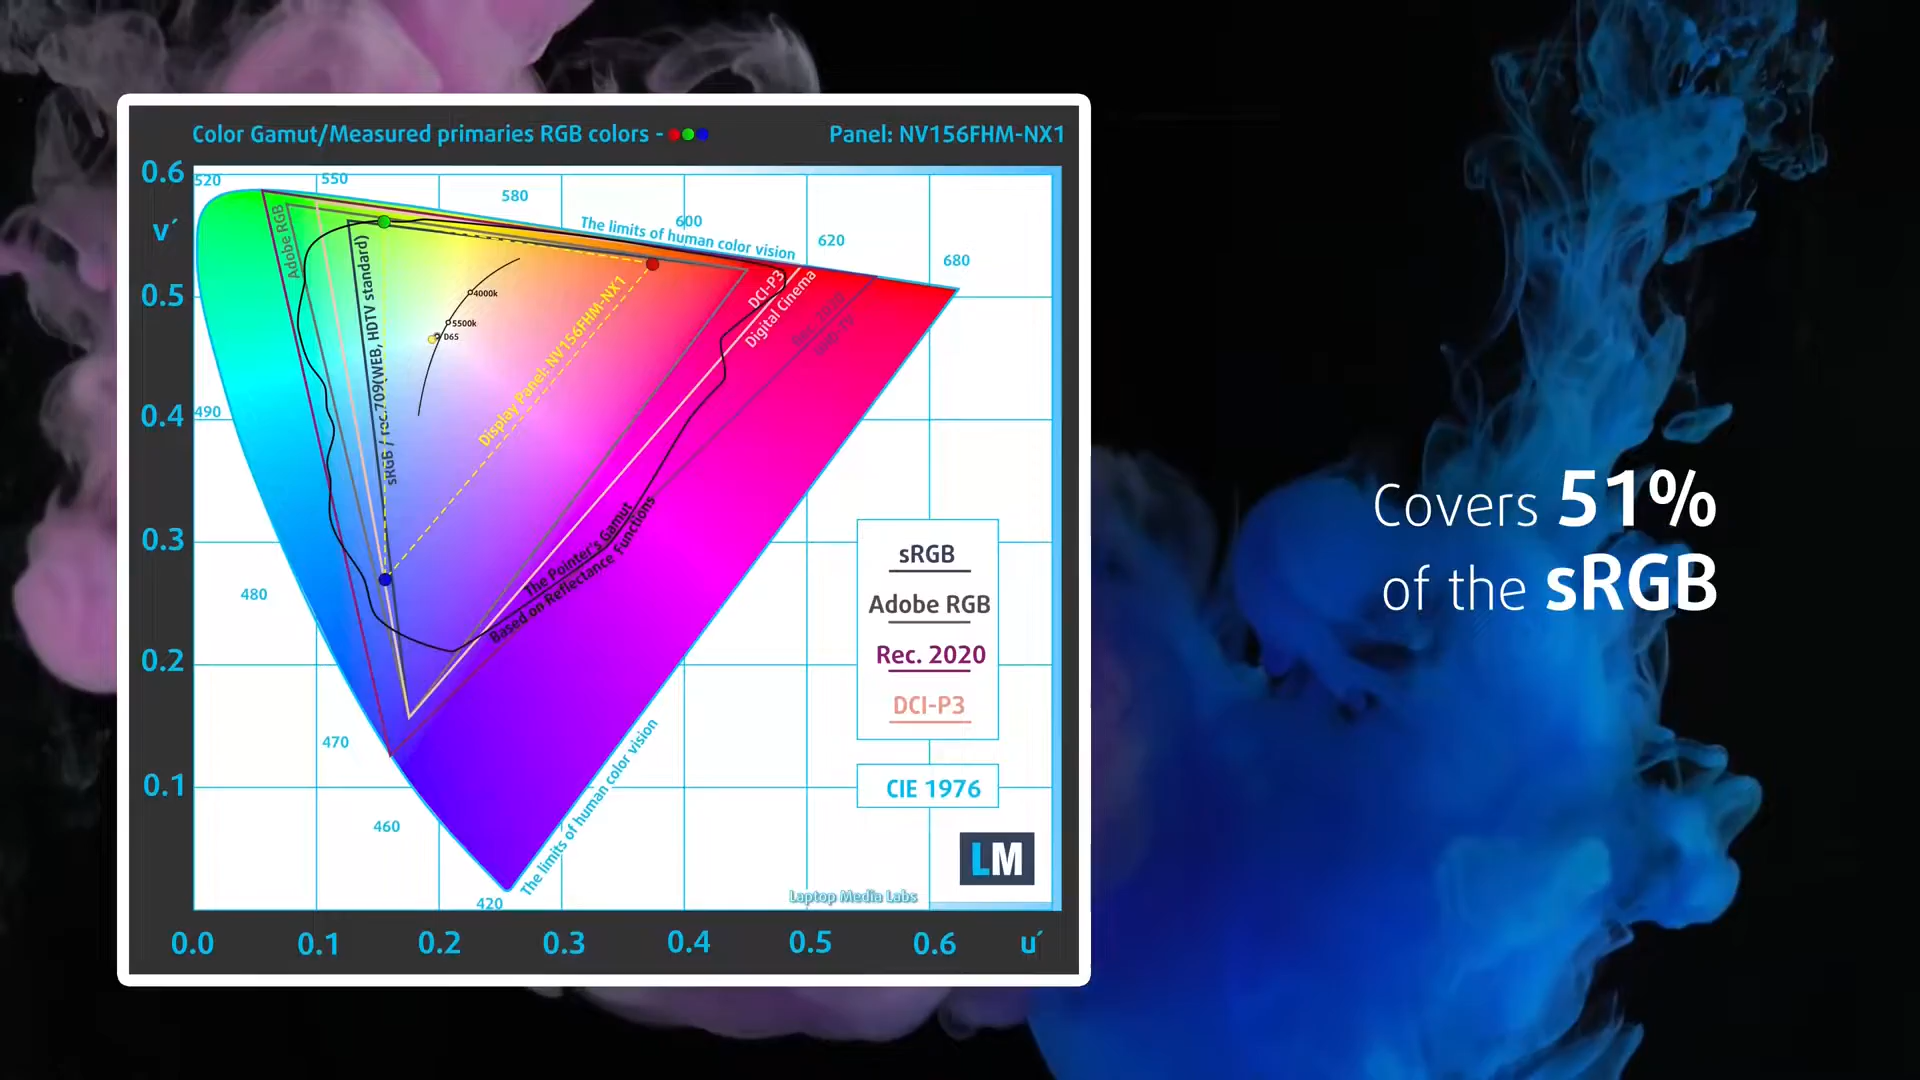 Color Gamut/Measured primaries RGB colors -
Panel: NV156FHM-NX1
0.6
v´
0.5
0.4
0.3
0.2
0.1
520
550
580
600
620
680
490
480
470
460
420
The limits of human color vision
Adobe RGB
sRGB / rec.709(WEB, HDTV standard)
4000k
5500k
D65
Display Panel: NV156FHM-NX1
DCI-P3
Digital Cinema
Rec. 2020
UHD-TV
The Pointer's Gamut
Based on Reflectance Functions
The limits of human color vision
sRGB
Adobe RGB
Rec. 2020
DCI-P3
CIE 1976
LM
Laptop Media Labs
0.0 0.1 0.2 0.3 0.4 0.5 0.6 u´
Covers 51%
of the sRGB